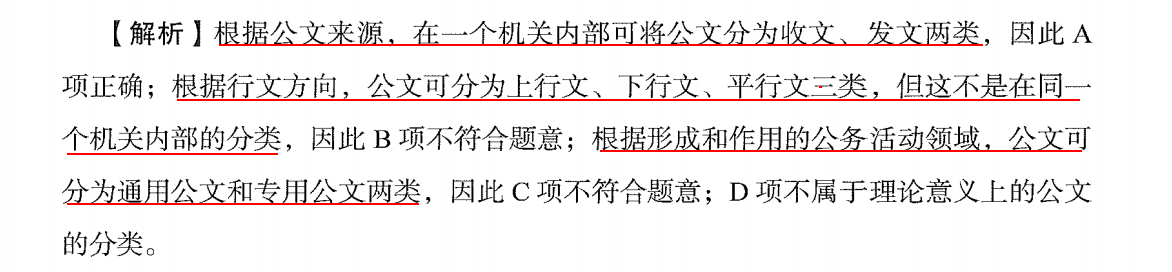 【解析】根据公文来源，在一个机关内部可将公文分为收文、发文两类，因此 A
项正确；根据行文方向，公文可分为上行文、下行文、平行文三类，但这不是在同一
个机关内部的分类，因此 B 项不符合题意；根据形成和作用的公务活动领域，公文可
分为通用公文和专用公文两类，因此 C 项不符合题意；D 项不属于理论意义上的公文
的分类。